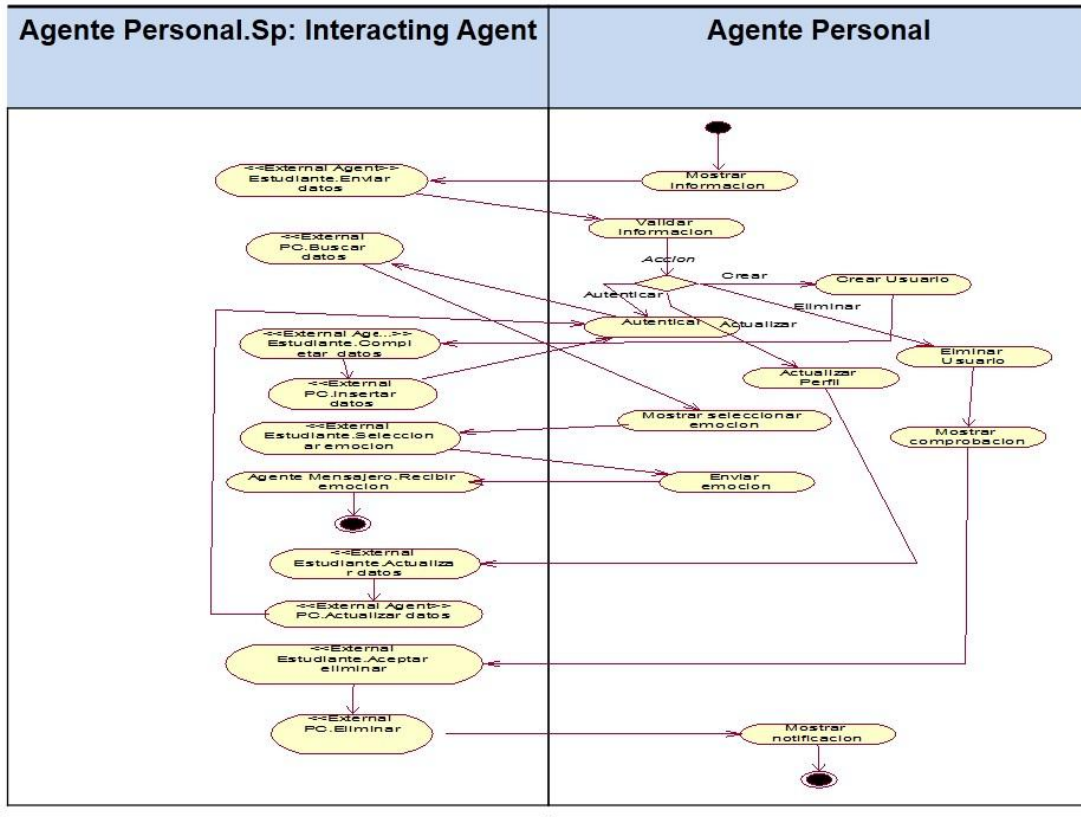 Agente Personal.Sp: Interacting Agent
Agente Personal
<<External Agent>>
Estudiante.Enviar
datos
Mostrar
Informacion
Validar
Informacion
<<External
PC.Buscar
datos
Accion
Crear
Crear Usuario
Autenticar
Eliminar
Autenticar
Actualizar
<<External Age...>>
Estudiante.Compl
etar datos
Elminar
Usuario
Actualizar
Perfil
<<External
PC.Insertar
datos
Mostrar seleccionar
emocion
<<External
Estudiante.Seleccion
ar emocion
Mostrar
comprobacion
Agente Mensajero.Recibir
emocion
Enviar
emocion
<<External
Estudiante.Actualiza
r datos
<<External Agent>>
PC.Actualizar datos
<<External
Estudiante.Aceptar
eliminar
<<External
PC.Eliminar
Mostrar
notificacion